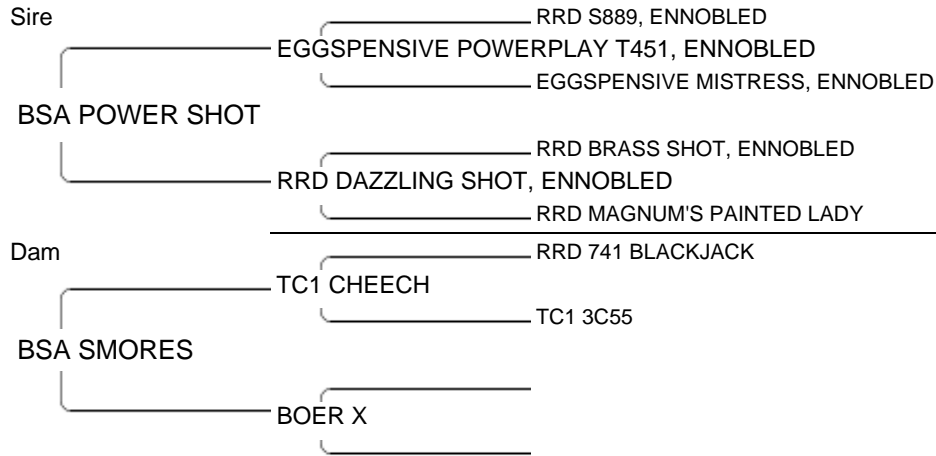 Sire
RRD S889, ENNOBLED
EGGSPENSIVE POWERPLAY T451, ENNOBLED
EGGSPENSIVE MISTRESS, ENNOBLED
BSA POWER SHOT
RRD BRASS SHOT, ENNOBLED
RRD DAZZLING SHOT, ENNOBLED
RRD MAGNUM'S PAINTED LADY
Dam
RRD 741 BLACKJACK
TC1 CHEECH
TC1 3C55
BSA SMORES
BOER X